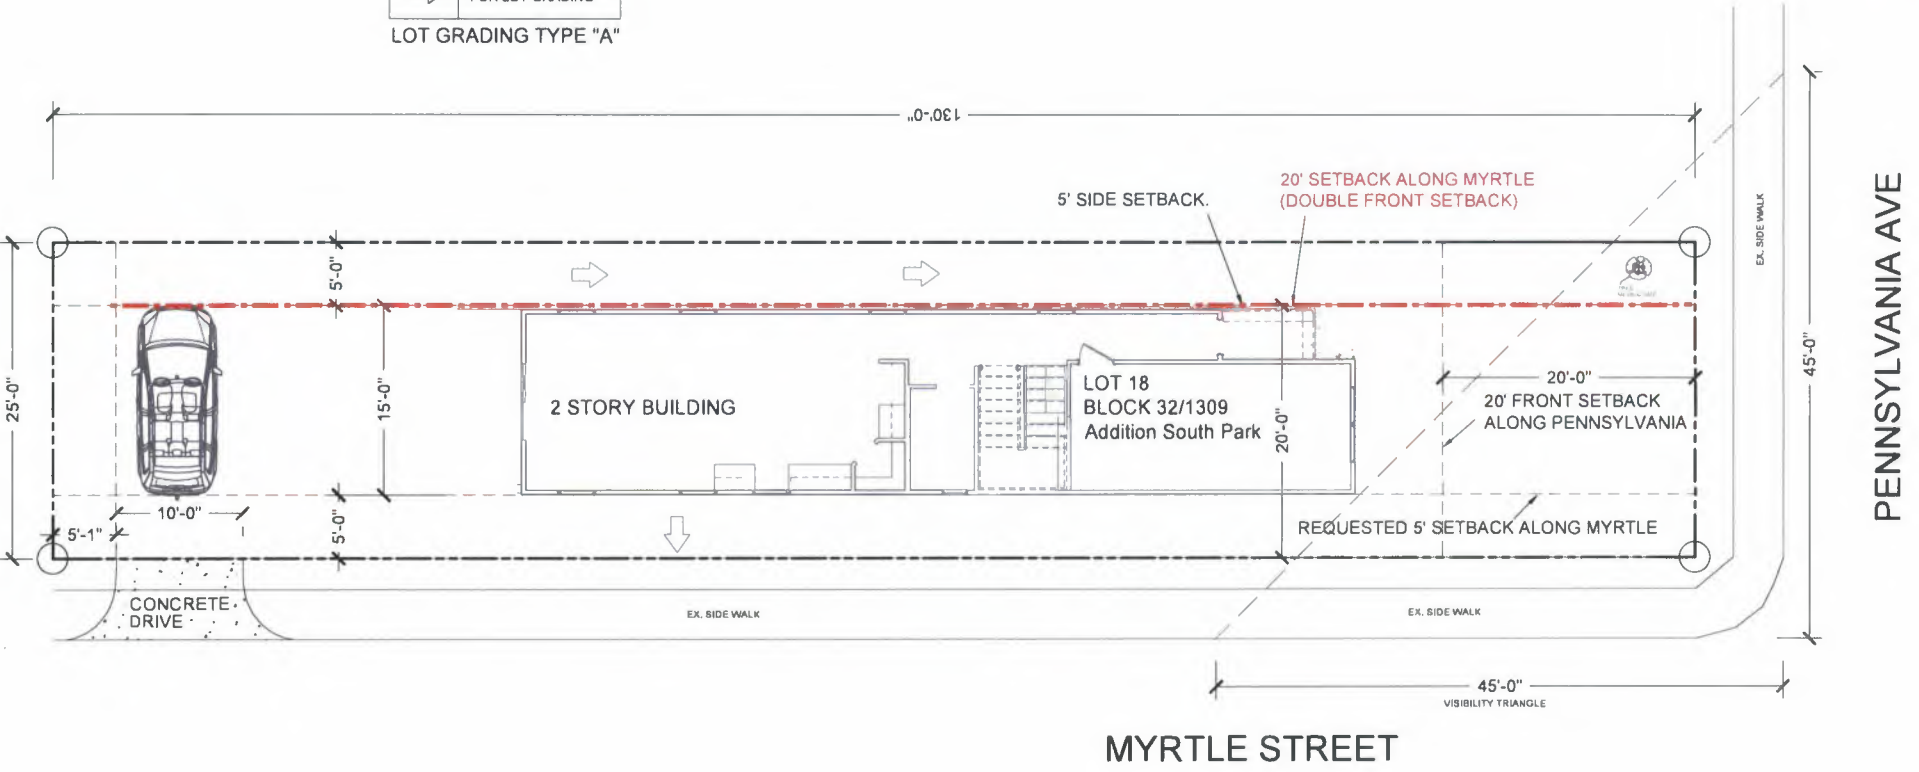 LOT GRADING TYPE "A"
130'-0"
5' SIDE SETBACK.
20' SETBACK ALONG MYRTLE
(DOUBLE FRONT SETBACK)
EX. SIDE WALK
PENNSYLVANIA AVE
45'-0"
5'-0"
25'-0"
15'-0"
2 STORY BUILDING
LOT 18
BLOCK 32/1309
Addition South Park
20'-0"
20'-0"
20' FRONT SETBACK
ALONG PENNSYLVANIA
10'-0"
5'-1"
5'-0"
REQUESTED 5' SETBACK ALONG MYRTLE
CONCRETE
DRIVE
EX. SIDE WALK
EX. SIDE WALK
45'-0"
VISIBILITY TRIANGLE
MYRTLE STREET